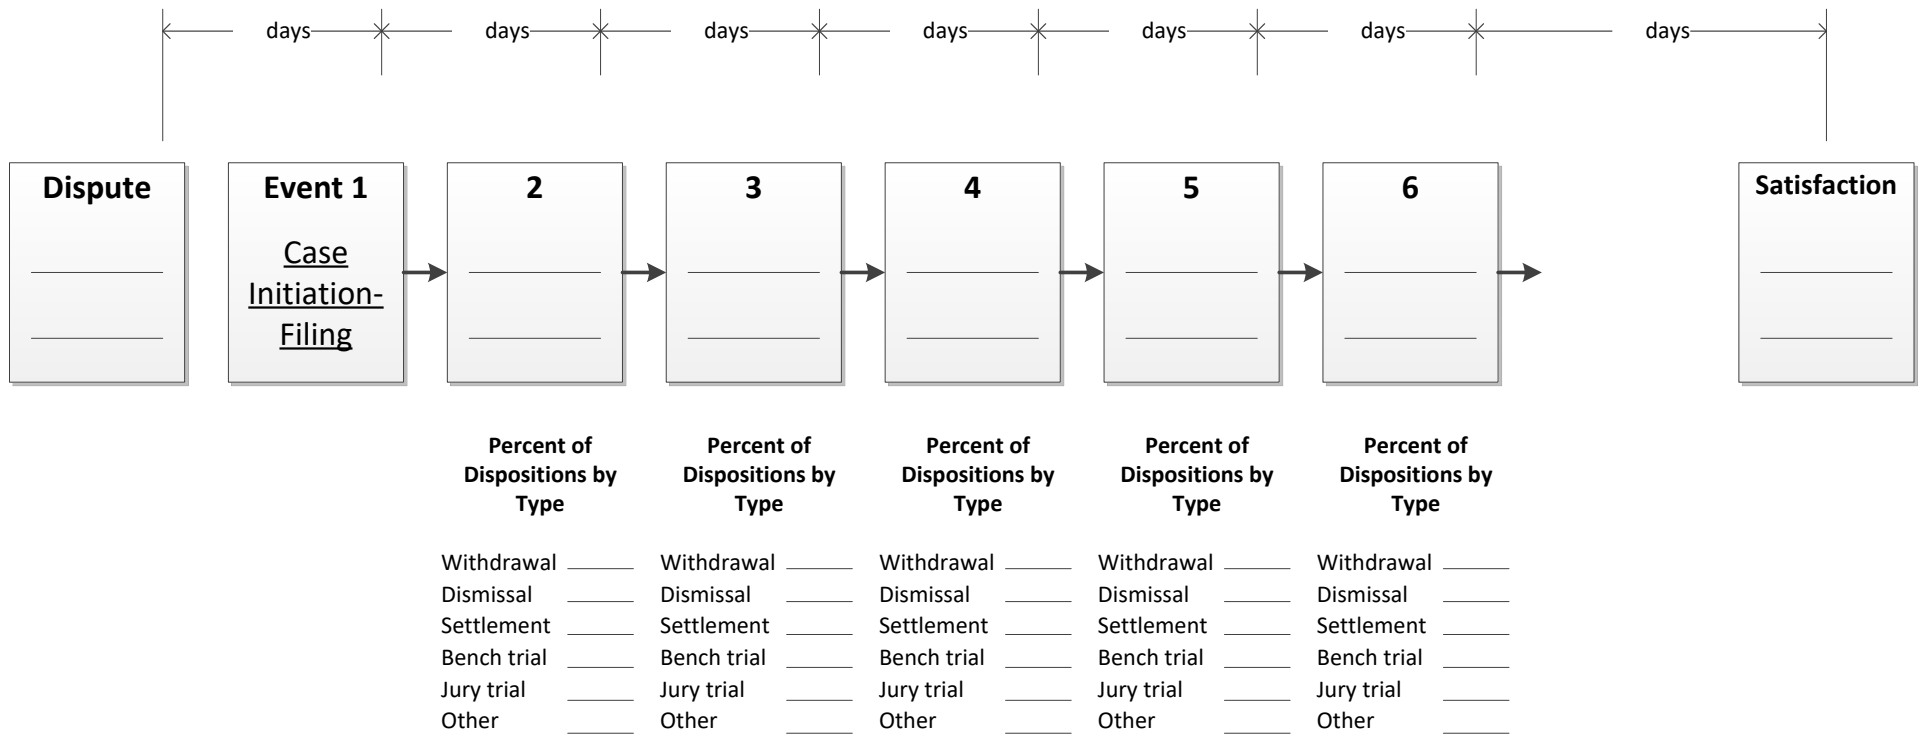 days days days days days days days
Dispute Event 1 2 3 4 5 6 Satisfaction
Case
Initiation-
Filing
Percent of Percent of Percent of Percent of Percent of
Dispositions by Dispositions by Dispositions by Dispositions by Dispositions by
Type Type Type Type Type
Withdrawal Withdrawal Withdrawal Withdrawal Withdrawal
Dismissal Dismissal Dismissal Dismissal Dismissal
Settlement Settlement Settlement Settlement Settlement
Bench trial Bench trial Bench trial Bench trial Bench trial
Jury trial Jury trial Jury trial Jury trial Jury trial
Other Other Other Other Other